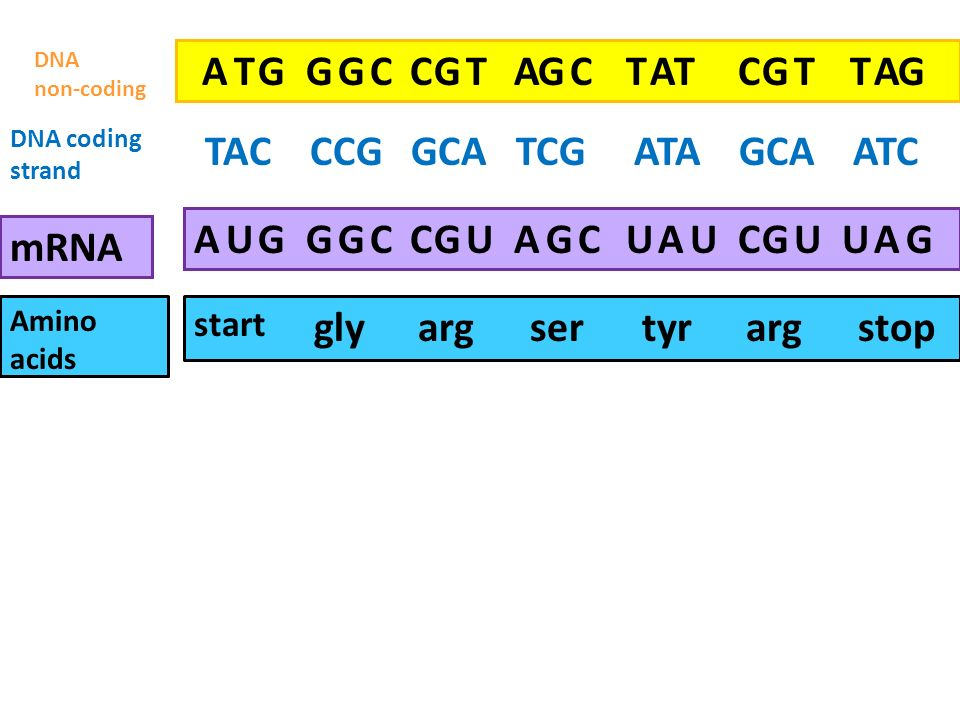 DNA
non-coding
ATG GGC CGT AGC TAT CGT TAG
DNA coding
strand
TAC CCG GCA TCG ATA GCA ATC
mRNA
AUG GGC CGU AGC UAU CGU UAG
Amino
acids
start gly arg ser tyr arg stop